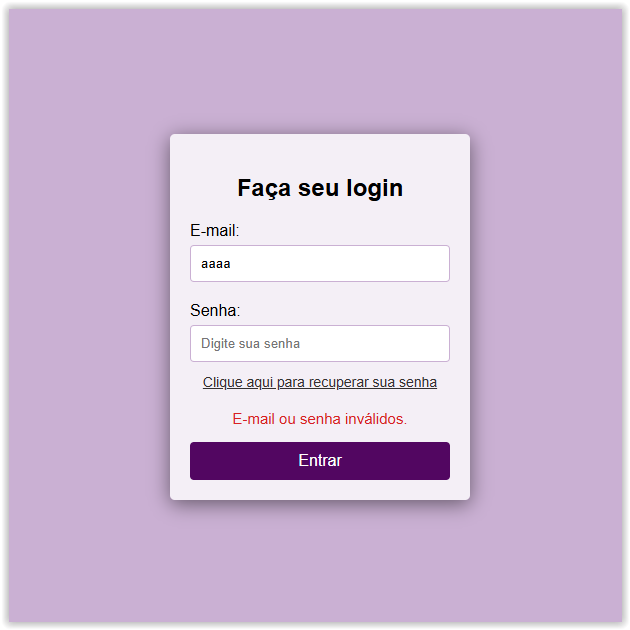 Faça seu login
E-mail:
aaaa
Senha:
Digite sua senha
Clique aqui para recuperar sua senha
E-mail ou senha inválidos.
Entrar